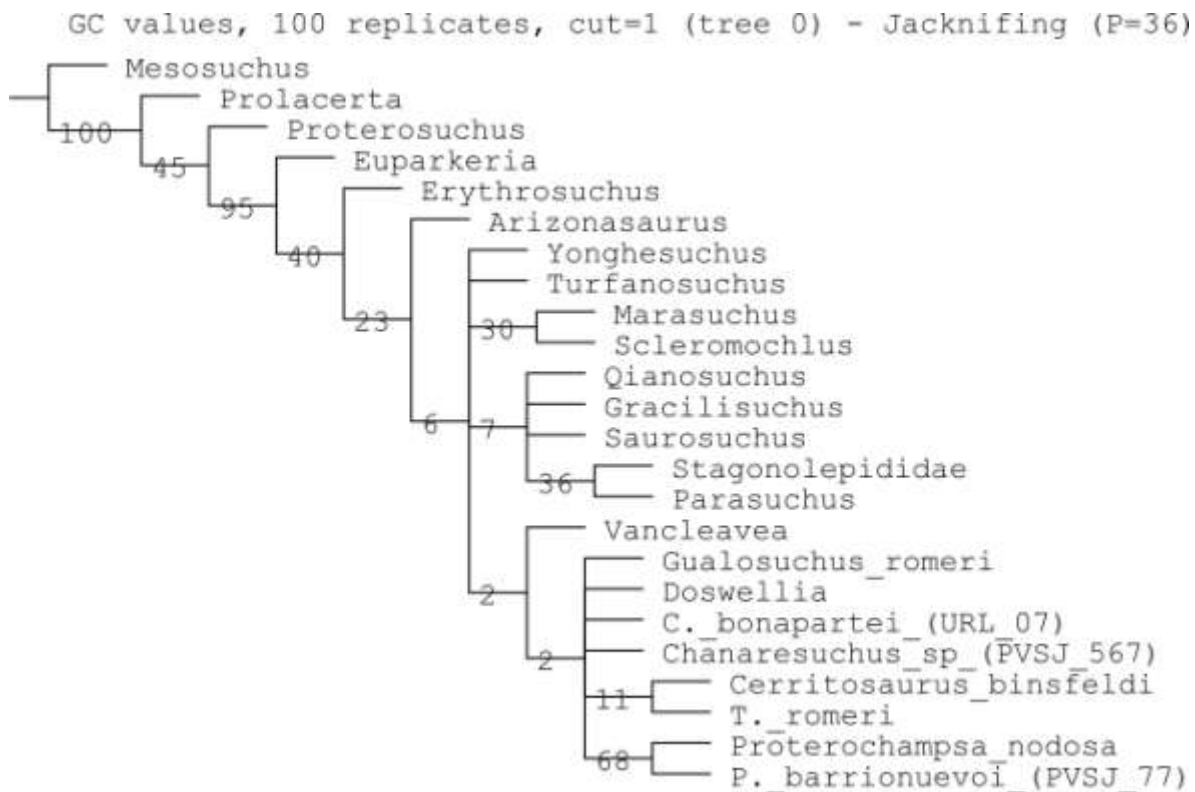 GC values, 100 replicates, cut=1 (tree 0) - Jacknifing (P=36)
Mesosuchus
Prolacerta
100
Proterosuchus
Euparkeria
45
Erythrosuchus
95
Arizonasaurus
Yonghesuchus
40
Turfanosuchus
Marasuchus
23
30
Scleromochlus
Qianosuchus
Gracilisuchus
6
7
Saurosuchus
Stagonolepididae
36
Parasuchus
Vancleavea
Gualosuchus_romeri
2
Doswellia
C._bonapartei_(URL_07)
2
Chanaresuchus_sp_(PVSJ_567)
Cerritosaurus_binsfeldi
11
T._romeri
Proterochampsa_nodosa
68
P._barrionuevoi_(PVSJ_77)